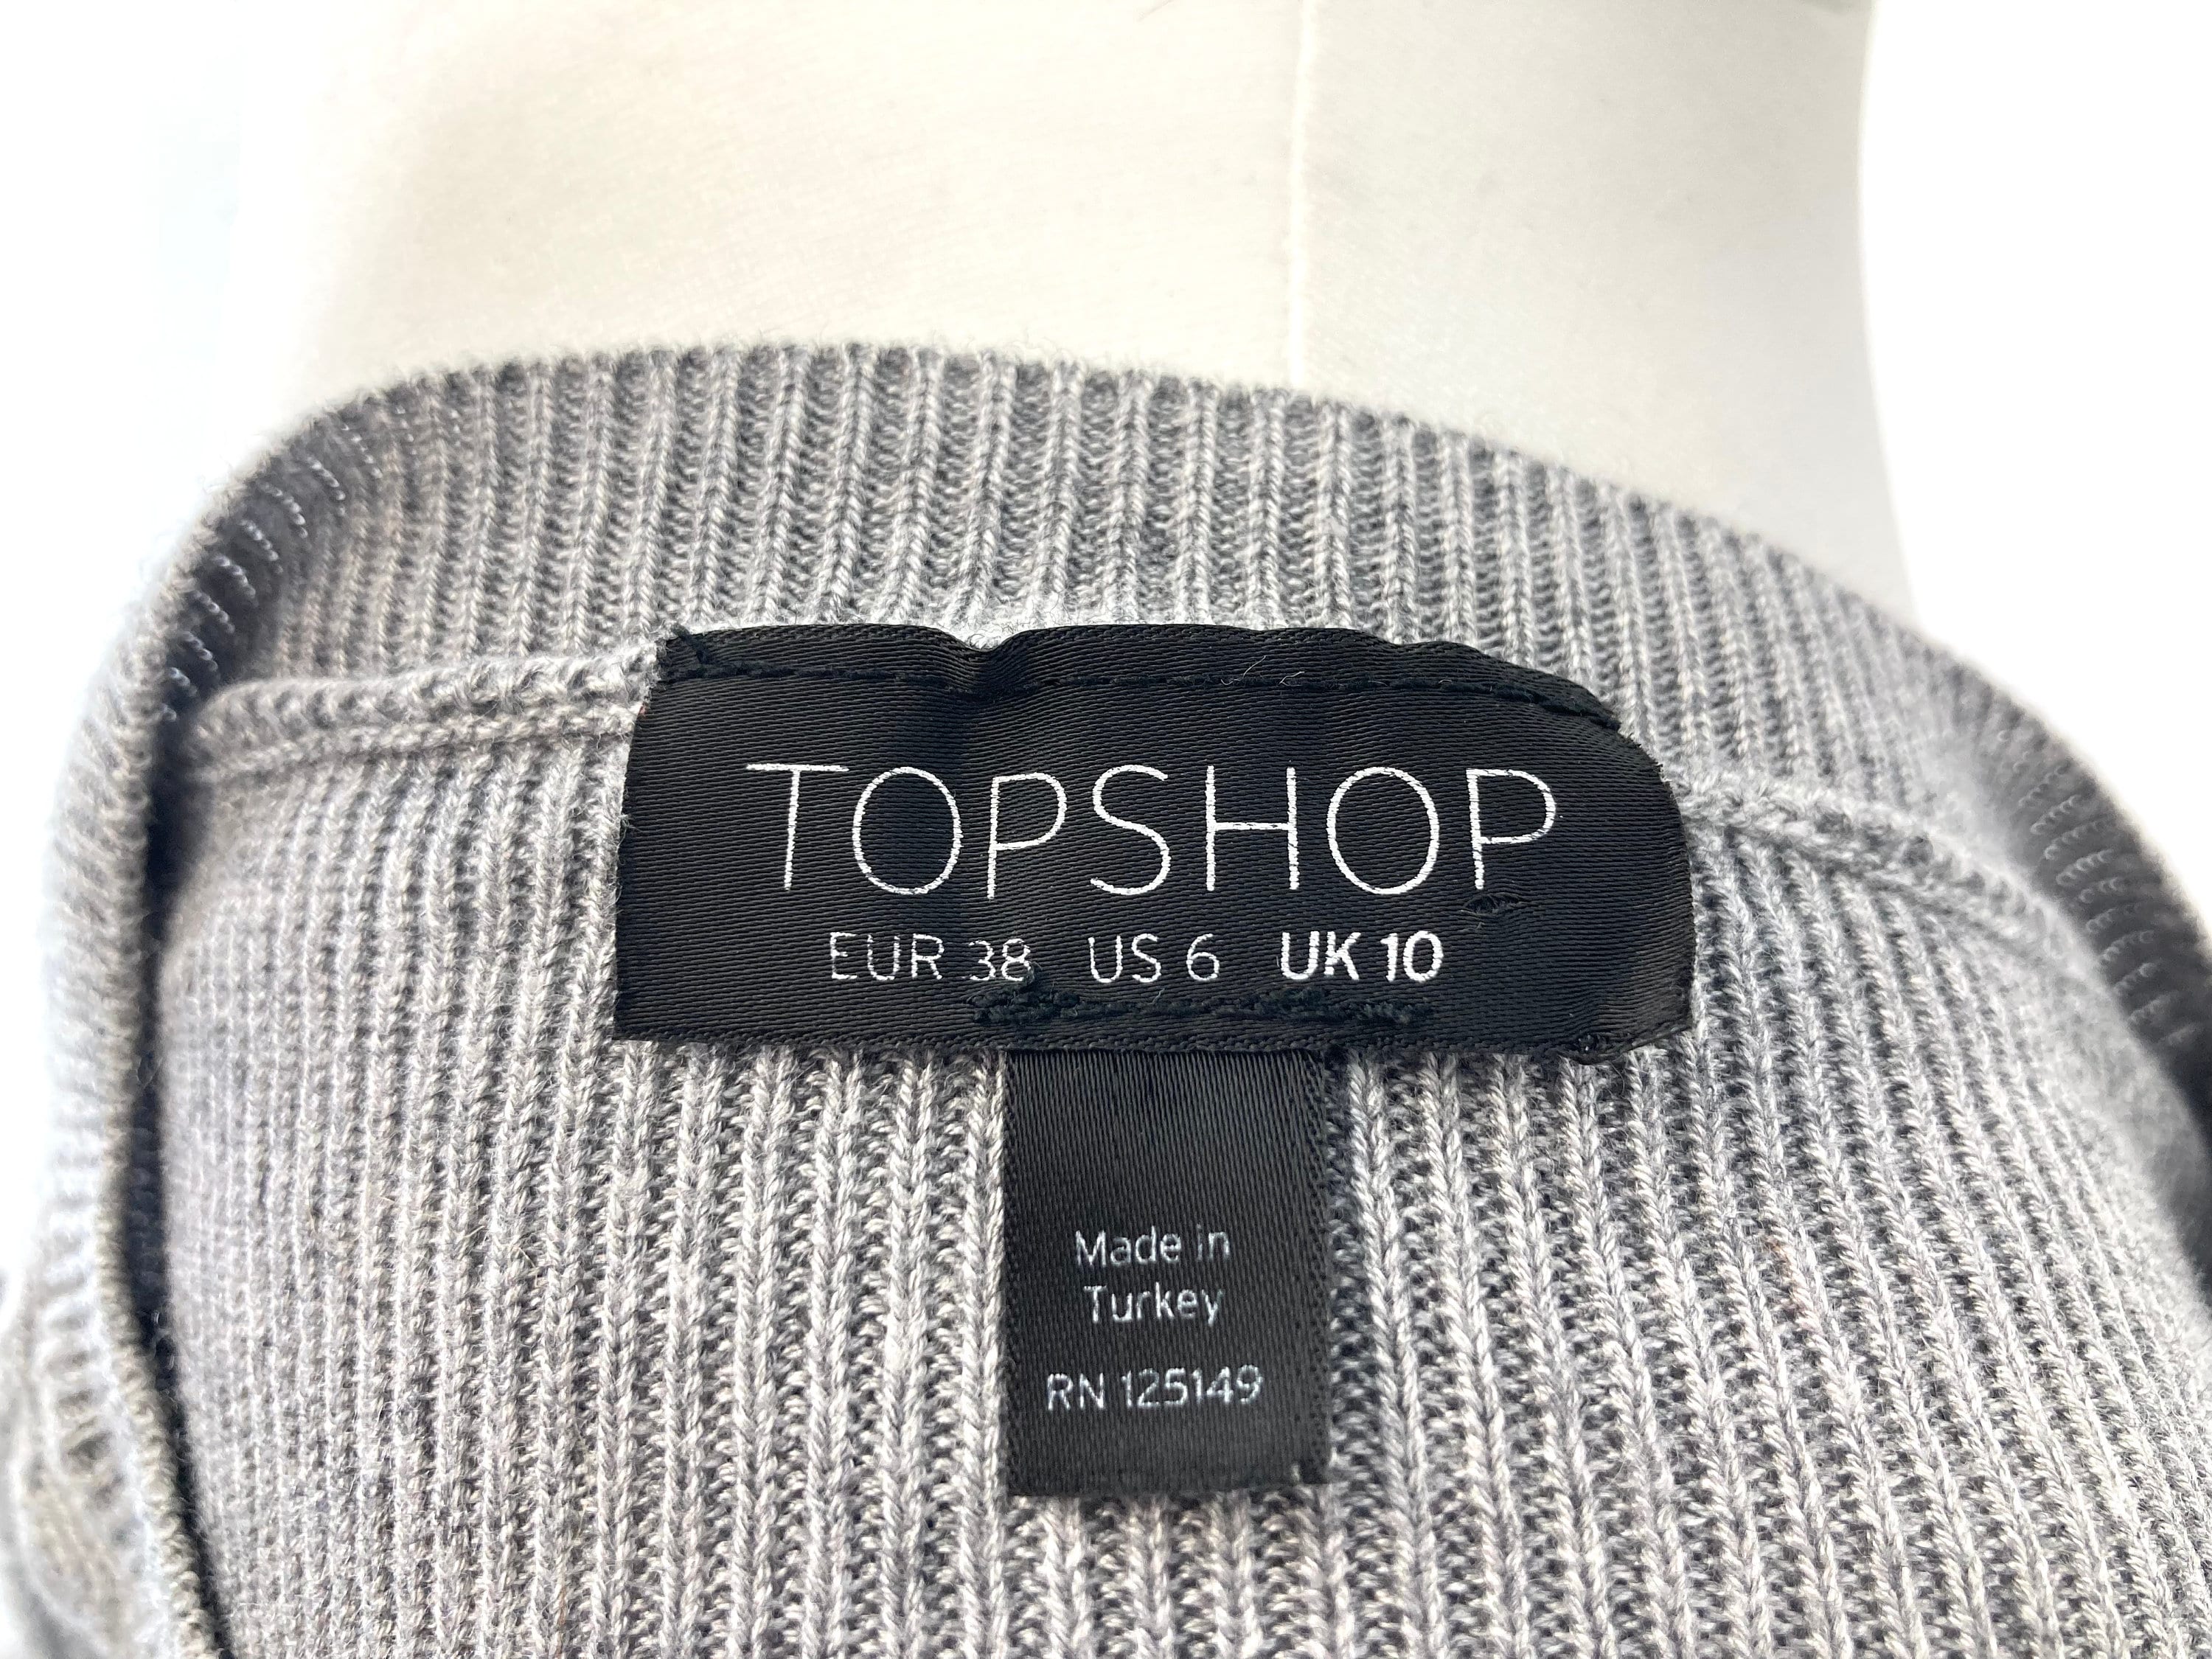 TOPSHOP
EUR 38 US 6 UK 10
Made in
Turkey
RN 125149